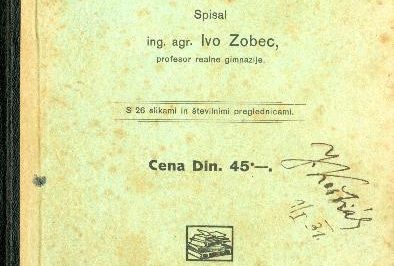 Spisal
ing. agr. Ivo Zobec,
profesor realne gimnazije.
S 26 slikami in številnimi preglednicami.
Cena Din. 45·—.